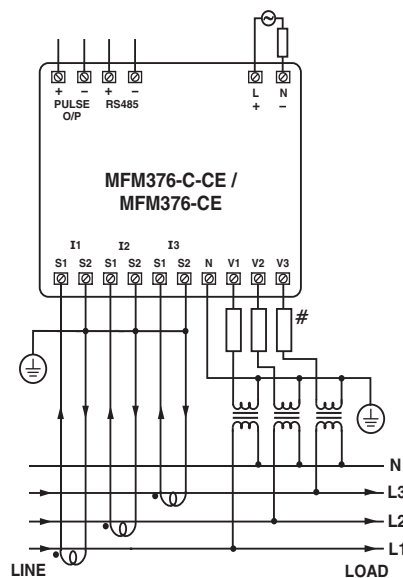 + – + –
PULSE RS485
O/P
L N
+ –
MFM376-C-CE /
MFM376-CE
I1 I2 I3
S1 S2 S1 S2 S1 S2 N V1 V2 V3
#
N
L3
L2
L1
LINE LOAD